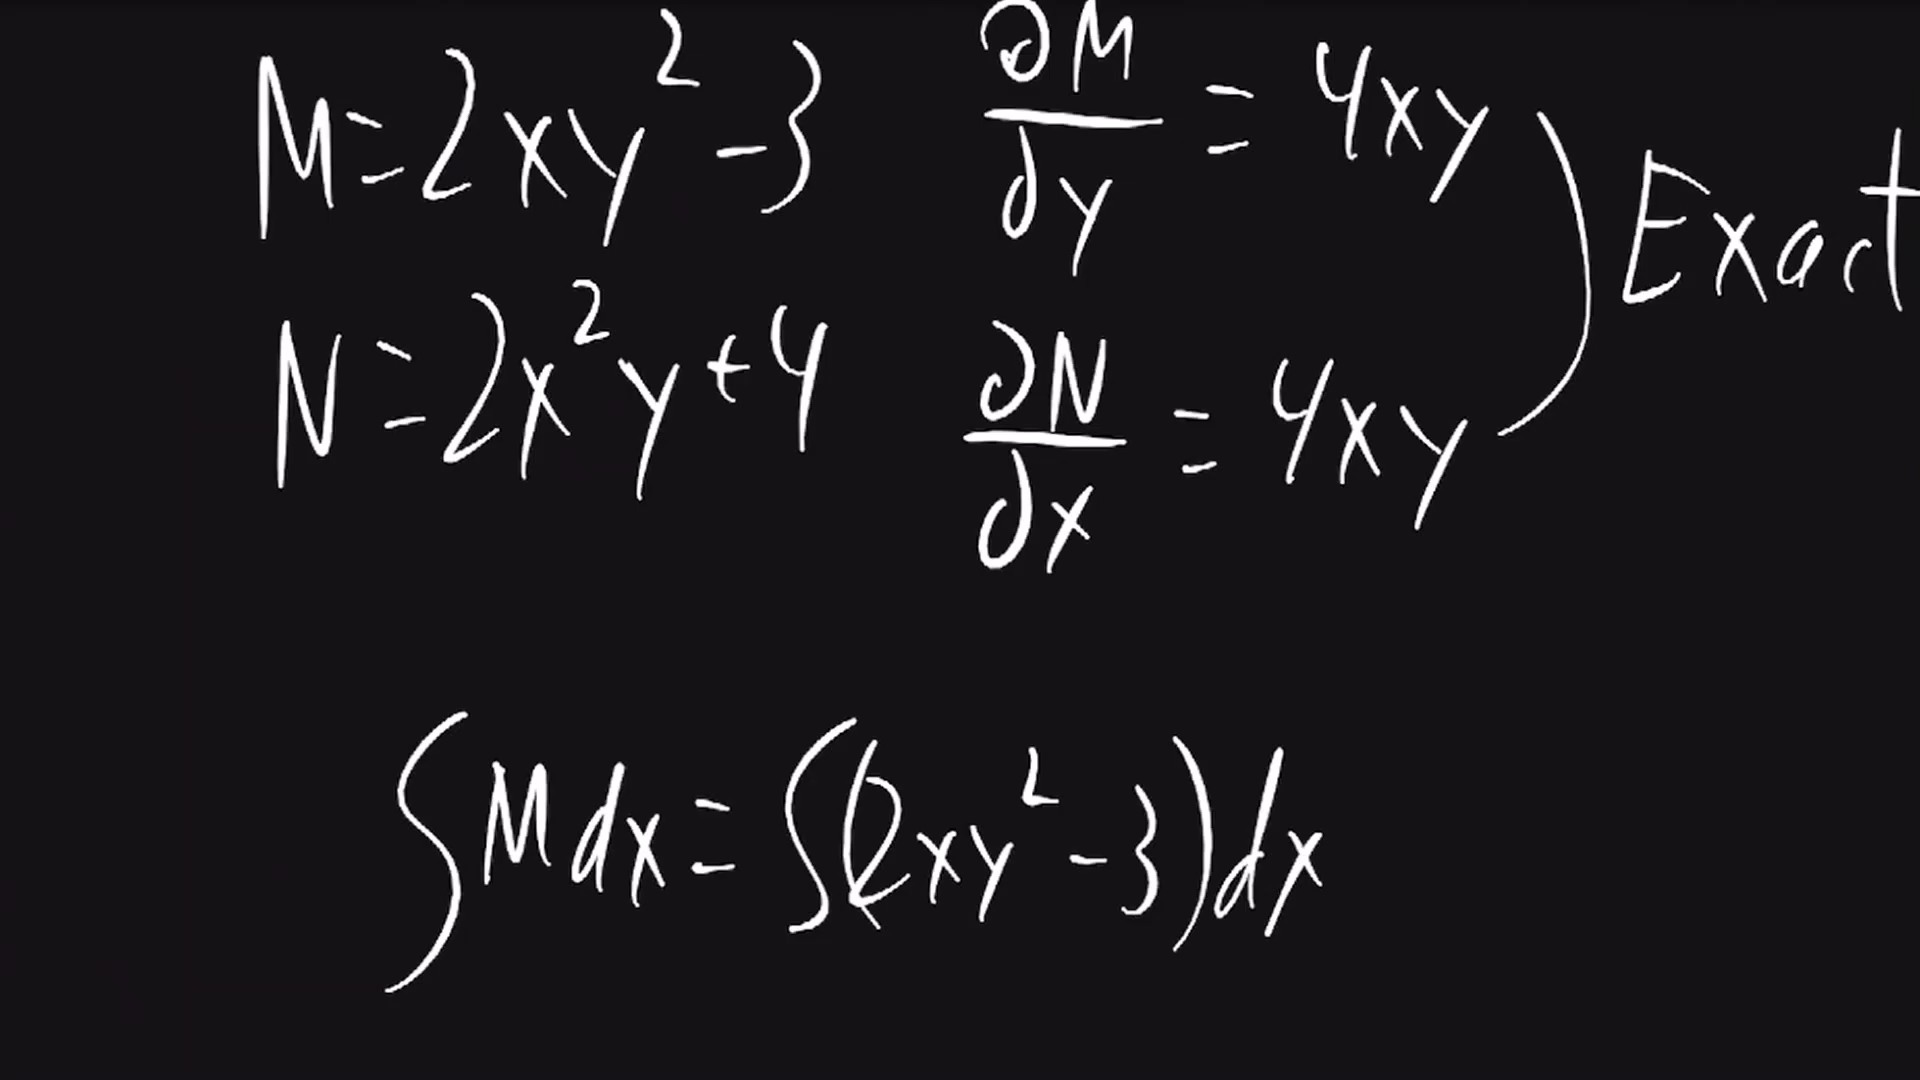 M=2xy²-3 ∂M/∂y = 4xy
Exact
N=2x²y+4 ∂N/∂x = 4xy
∫Mdx=∫(2xy²-3)dx